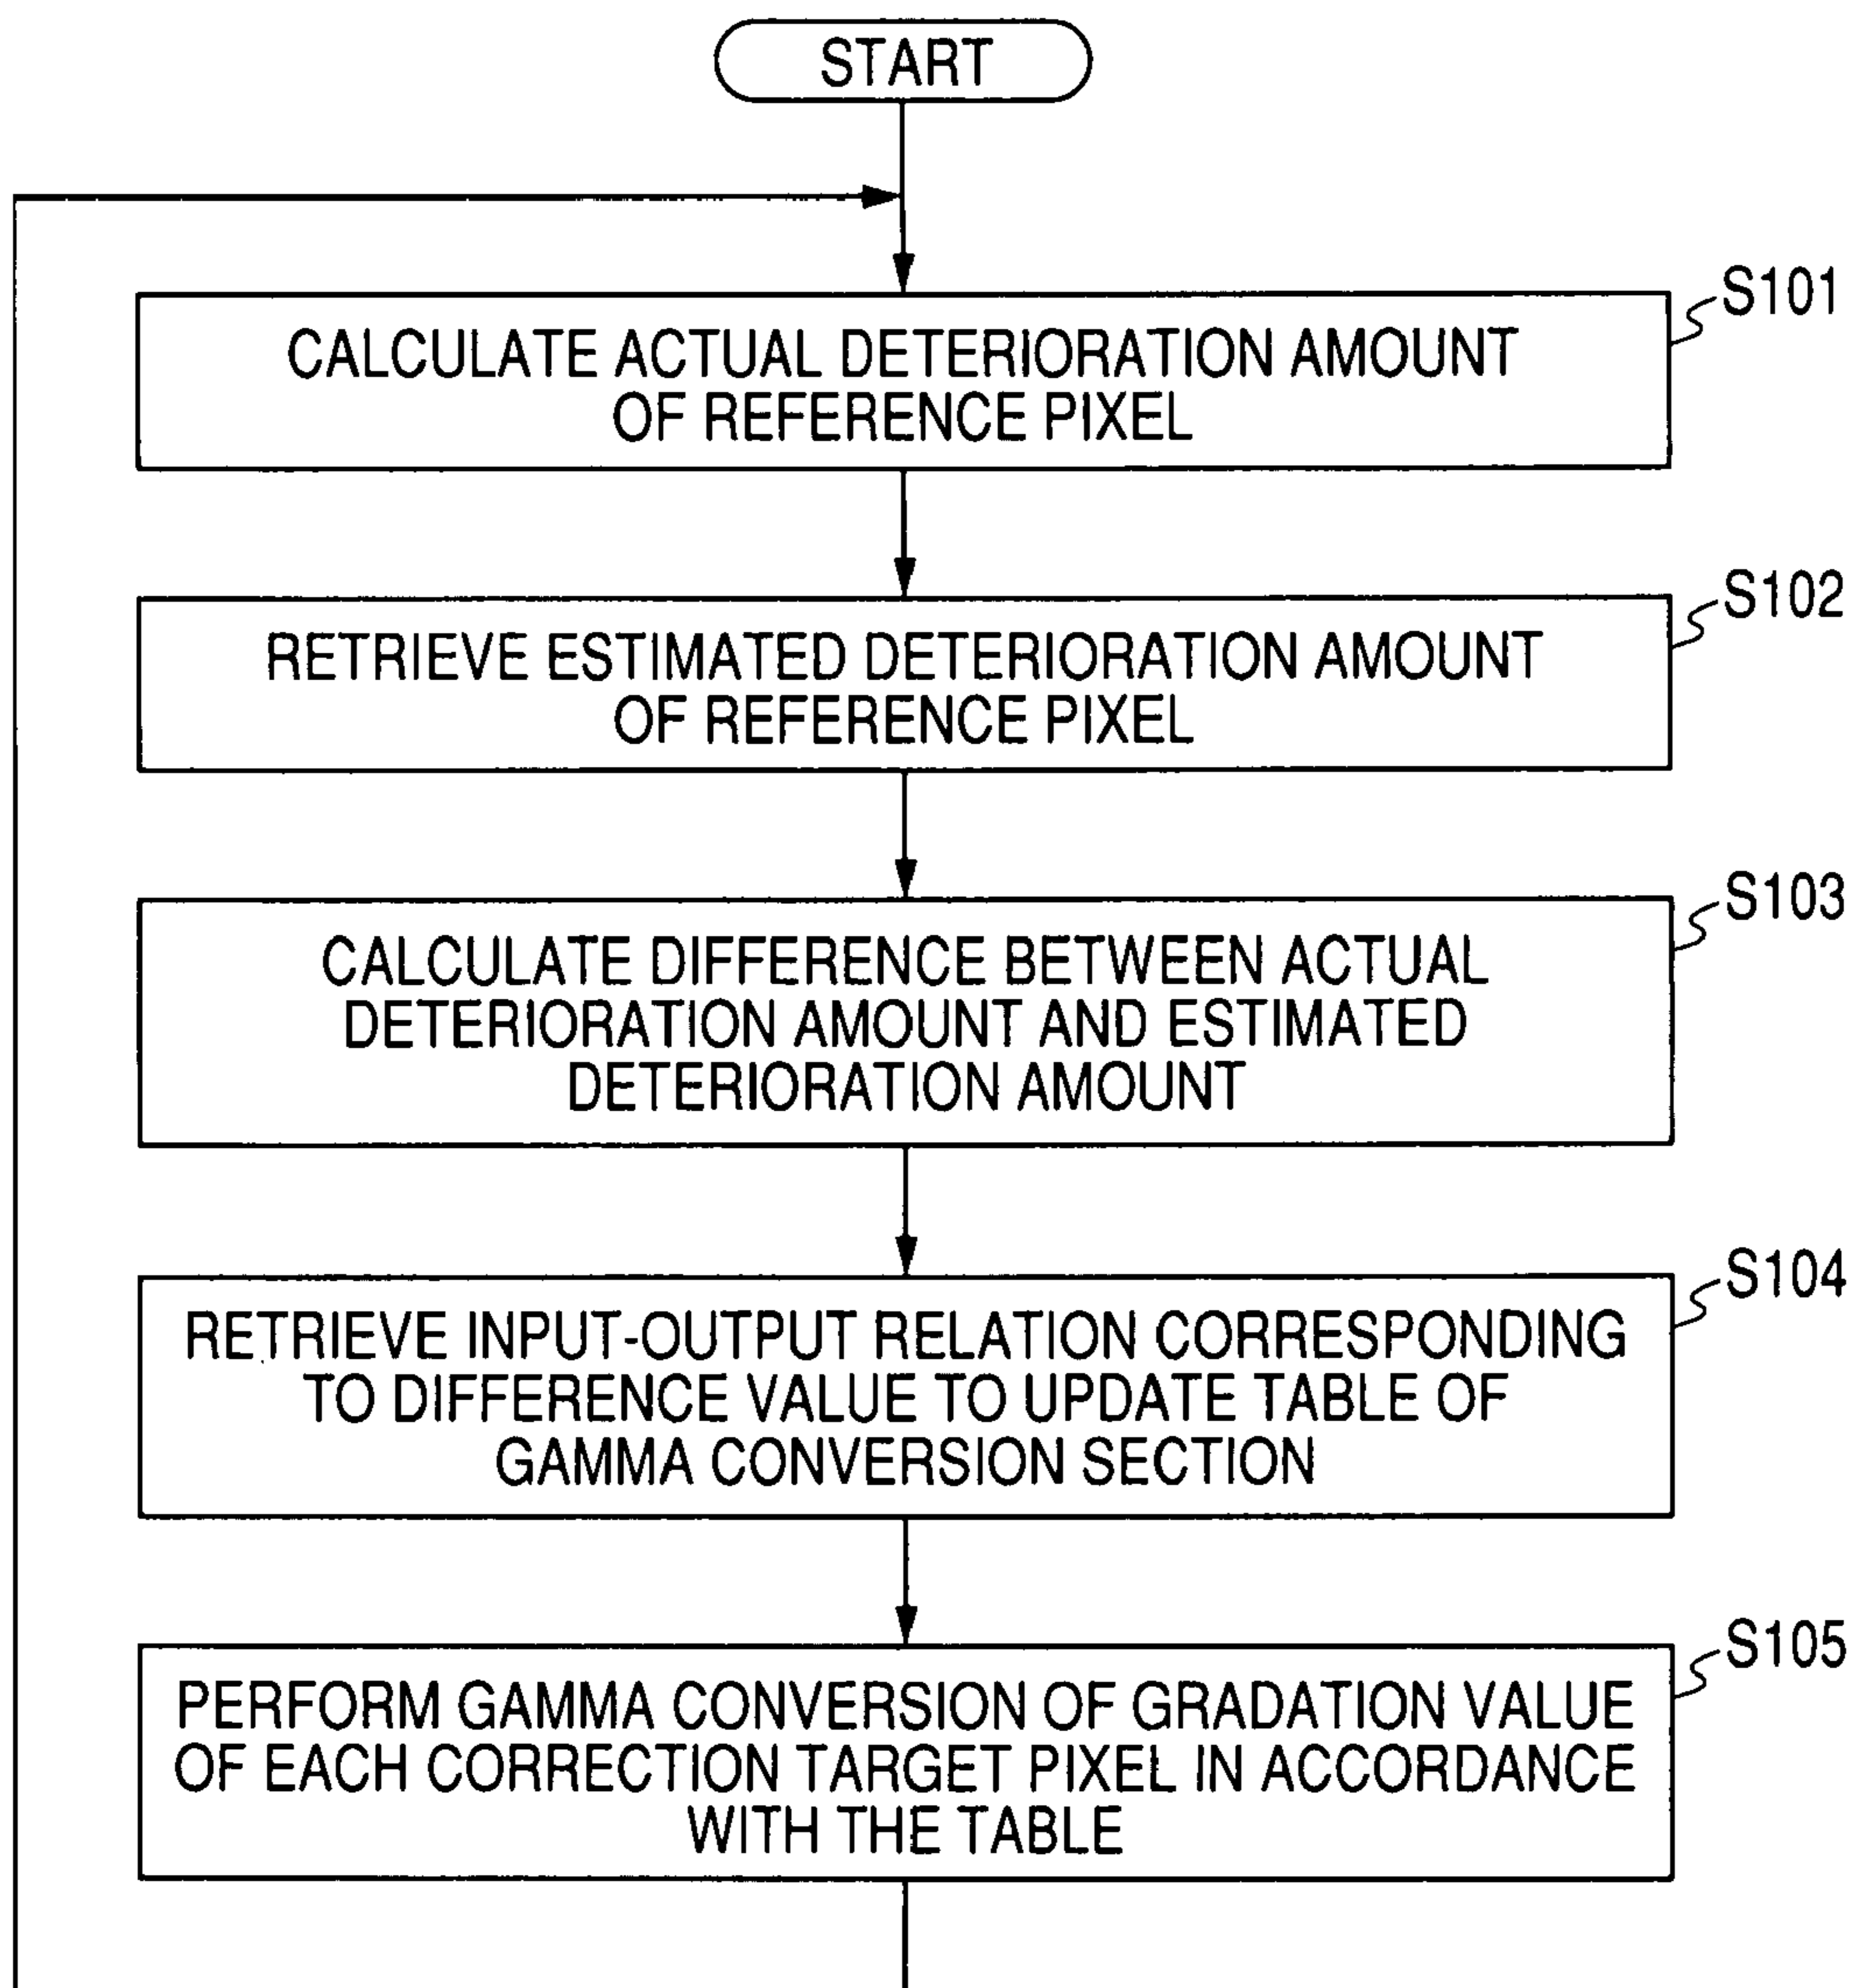 START
S101
CALCULATE ACTUAL DETERIORATION AMOUNT
OF REFERENCE PIXEL
S102
RETRIEVE ESTIMATED DETERIORATION AMOUNT
OF REFERENCE PIXEL
S103
CALCULATE DIFFERENCE BETWEEN ACTUAL
DETERIORATION AMOUNT AND ESTIMATED
DETERIORATION AMOUNT
S104
RETRIEVE INPUT-OUTPUT RELATION CORRESPONDING
TO DIFFERENCE VALUE TO UPDATE TABLE OF
GAMMA CONVERSION SECTION
S105
PERFORM GAMMA CONVERSION OF GRADATION VALUE
OF EACH CORRECTION TARGET PIXEL IN ACCORDANCE
WITH THE TABLE